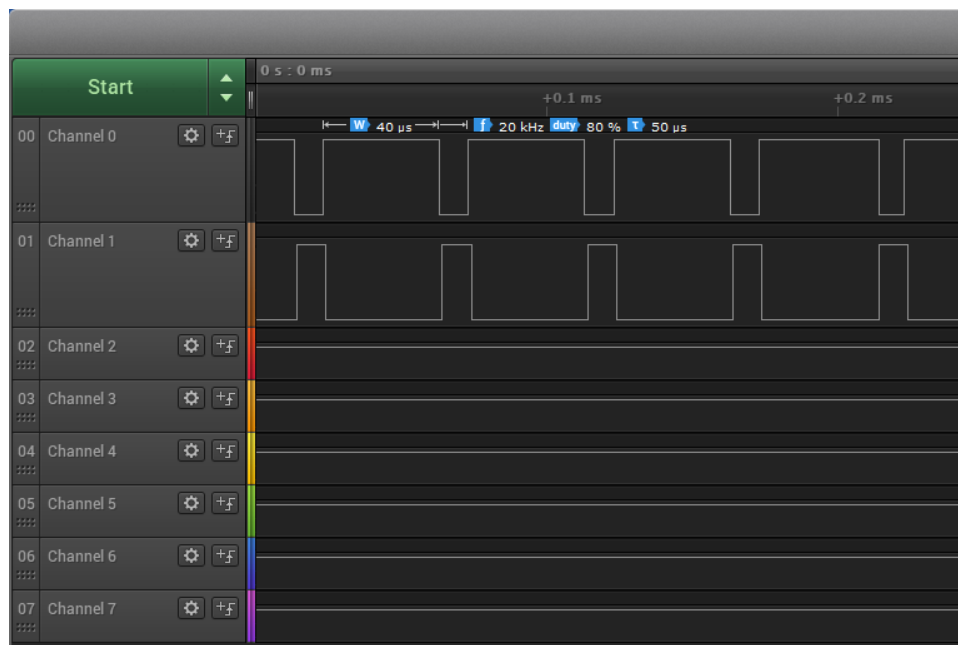 Start
0 s : 0 ms
+0.1 ms
+0.2 ms
W 40 µs f 20 kHz duty 80 % T 50 µs
00 Channel 0
01 Channel 1
02 Channel 2
03 Channel 3
04 Channel 4
05 Channel 5
06 Channel 6
07 Channel 7